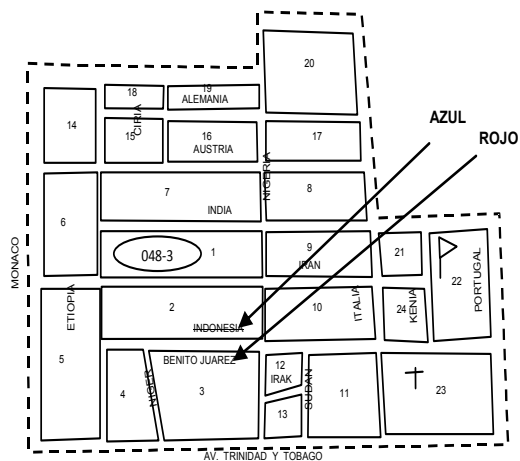 20
18
19
ALEMANIA
CIRIA
AZUL
14
15
16
AUSTRIA
17
ROJO
NIGERIA
7
INDIA
8
6
048-3
1
9
IRAN
21
22
PORTUGAL
MONACO
ETIOPIA
2
INDONESIA
10
ITALIA
24
KENIA
5
BENITO JUAREZ
4
NIGER
3
12
IRAK
13
SUDAN
11
23
AV. TRINIDAD Y TOBAGO